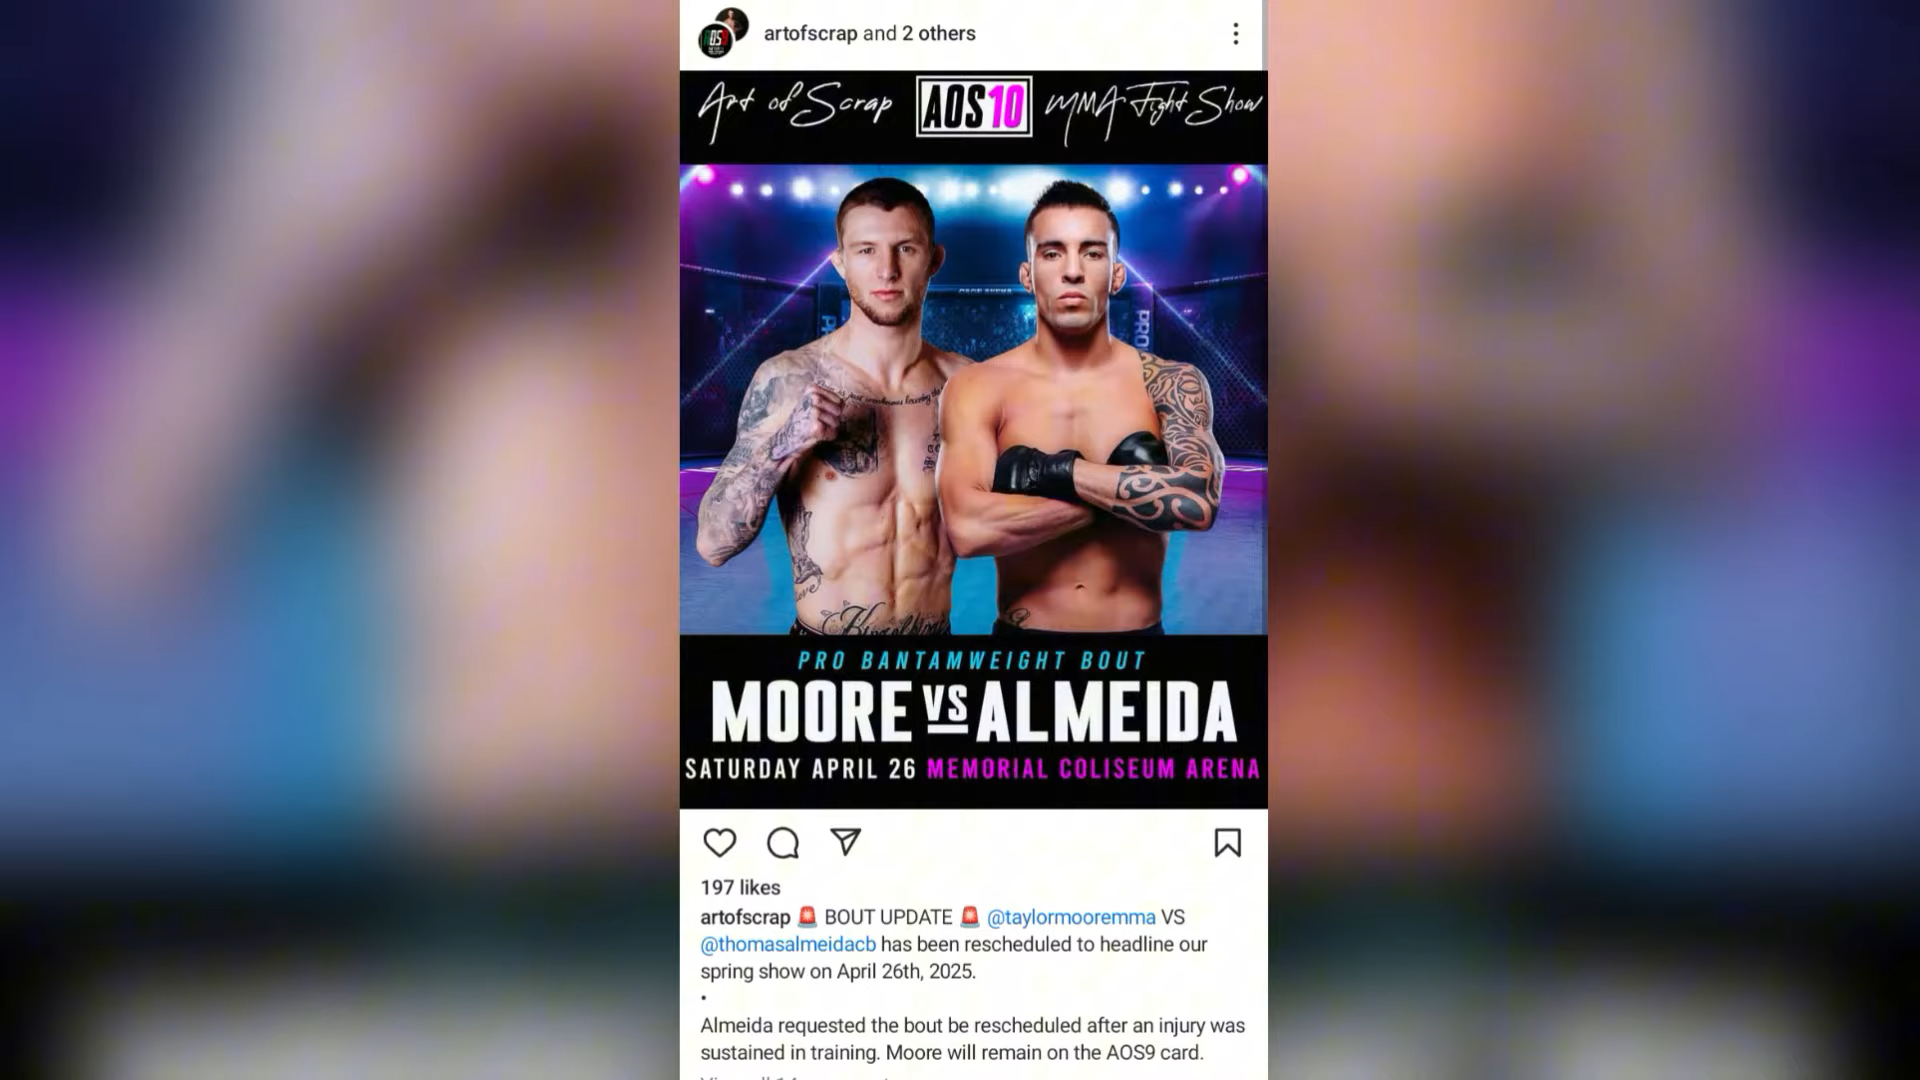 artofscrap and 2 others
Art of Scrap AOS10 MMA Fight Show
CAGE ARENA
PRO
PRO BANTAMWEIGHT BOUT
MOORE VS ALMEIDA
SATURDAY APRIL 26 MEMORIAL COLISEUM ARENA
197 likes
artofscrap 🚨 BOUT UPDATE 🚨 @taylormooremma VS
@thomasalmeidacb has been rescheduled to headline our
spring show on April 26th, 2025.
•
Almeida requested the bout be rescheduled after an injury was
sustained in training. Moore will remain on the AOS9 card.